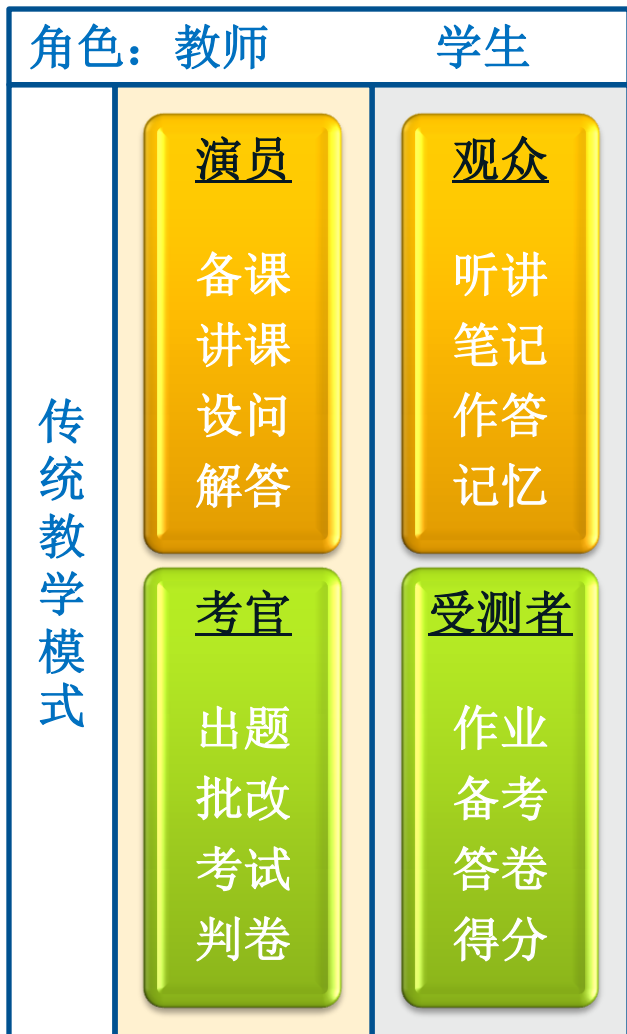 角色：教师 学生
传统教学模式
演员
备课
讲课
设问
解答
观众
听讲
笔记
作答
记忆
考官
出题
批改
考试
判卷
受测者
作业
备考
答卷
得分